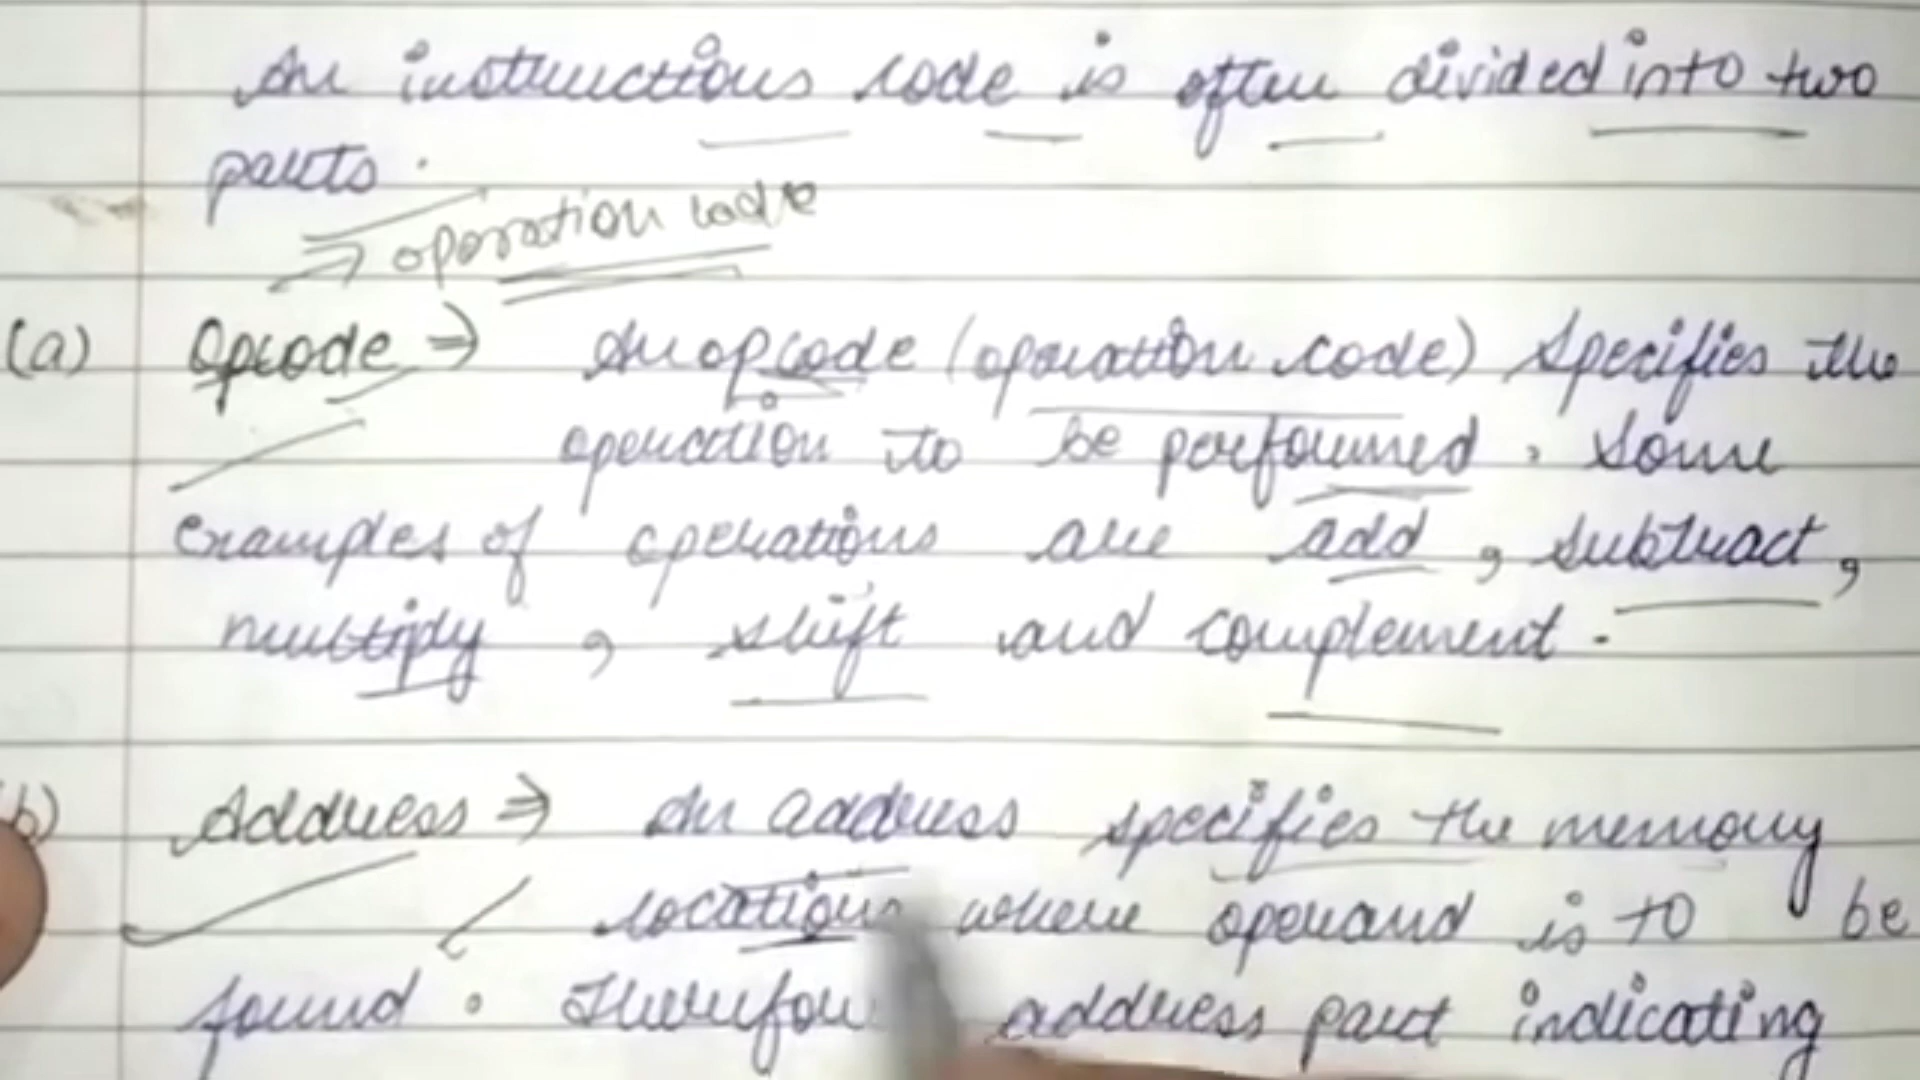 An instructions code is often divided into two
parts.
⇒ operation code
(a) Opcode ⇒ An opcode (operation code) specifies the
operation to be performed. Some
examples of operations are add, subtract,
multiply, shift and complement.
b) Address ⇒ An address specifies the memory
locations where operand is to be
found. Therefore address part indicating